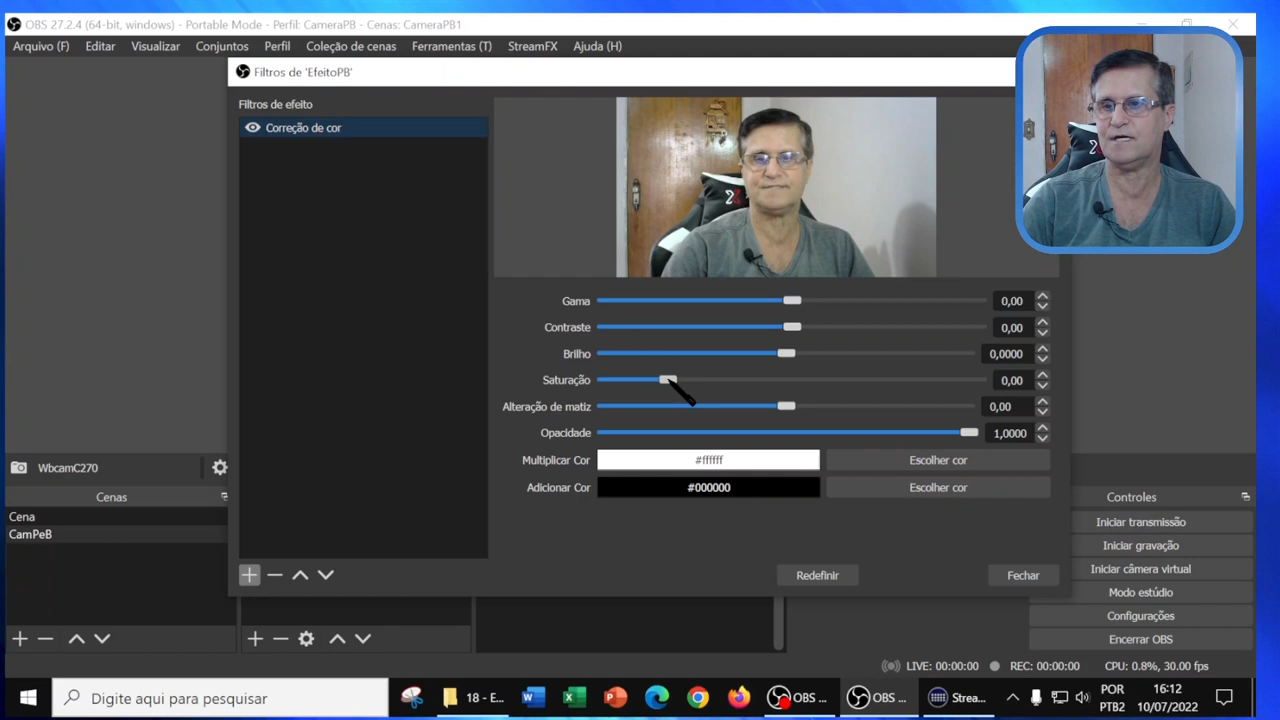 OBS 27.2.4 (64-bit, windows) - Portable Mode - Perfil: CameraPB - Cenas: CameraPB1
Arquivo (F) Editar Visualizar Conjuntos Perfil Coleção de cenas Ferramentas (T) StreamFX Ajuda (H)
Filtros de 'EfeitoPB'
Filtros de efeito
Correção de cor
Gama 0,00
Contraste 0,00
Brilho 0,0000
Saturação 0,00
Alteração de matiz 0,00
Opacidade 1,0000
Multiplicar Cor #ffffff Escolher cor
Adicionar Cor #000000 Escolher cor
Redefinir Fechar
WbcamC270
Cenas
Cena
CamPeB
Controles
Iniciar transmissão
Iniciar gravação
Iniciar câmera virtual
Modo estúdio
Configurações
Encerrar OBS
LIVE: 00:00:00 REC: 00:00:00 CPU: 0.8%, 30.00 fps
Digite aqui para pesquisar
18 - E...
OBS ...
OBS ...
Strea...
POR
PTB2
16:12
10/07/2022